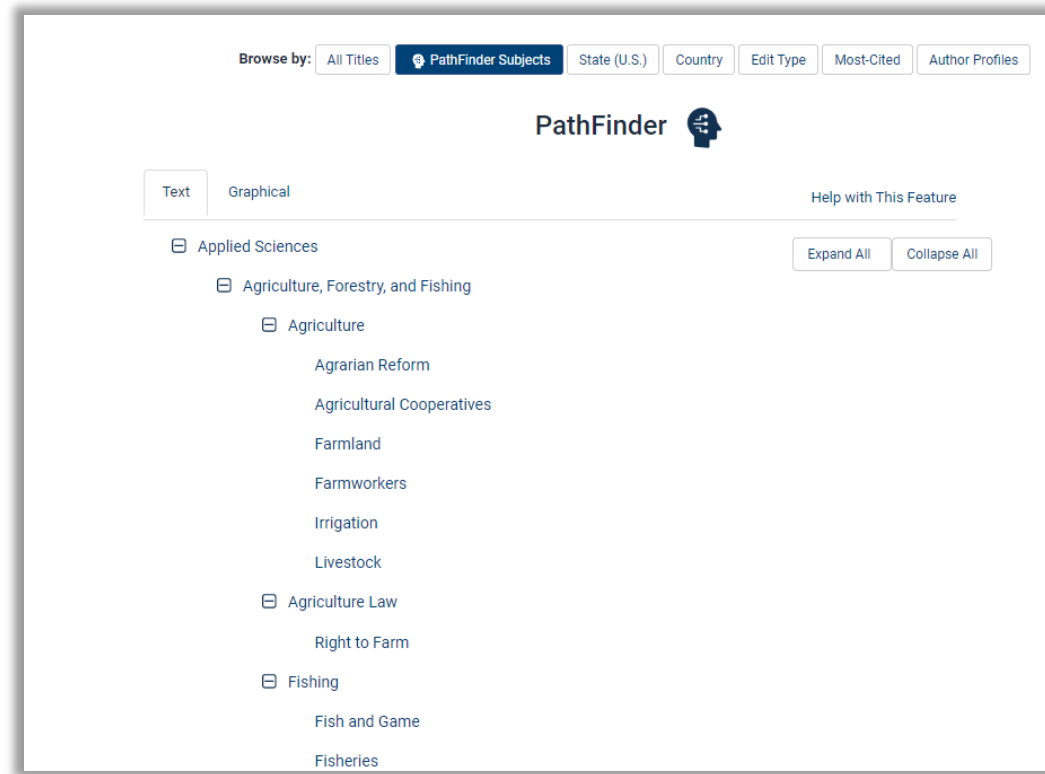 Browse by: All Titles PathFinder Subjects State (U.S.) Country Edit Type Most-Cited Author Profiles
PathFinder
Text Graphical Help with This Feature
Applied Sciences Expand All Collapse All
Agriculture, Forestry, and Fishing
Agriculture
Agrarian Reform
Agricultural Cooperatives
Farmland
Farmworkers
Irrigation
Livestock
Agriculture Law
Right to Farm
Fishing
Fish and Game
Fisheries